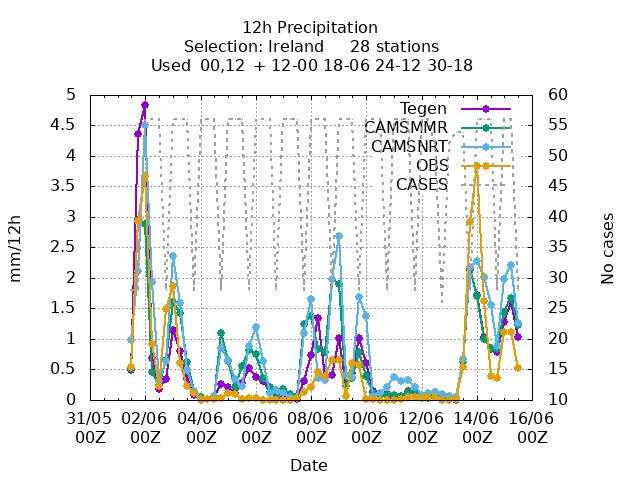 12h Precipitation
Selection: Ireland     28 stations
Used  00,12  + 12-00 18-06 24-12 30-18
5 60
4.5 55
4 50
3.5 45
3 40
2.5 35
2 30
1.5 25
1 20
0.5 15
0 10
Tegen
CAMSMMR
CAMSNRT
OBS
CASES
mm/12h
No cases
31/05 02/06 04/06 06/06 08/06 10/06 12/06 14/06 16/06
00Z 00Z 00Z 00Z 00Z 00Z 00Z 00Z 00Z
Date